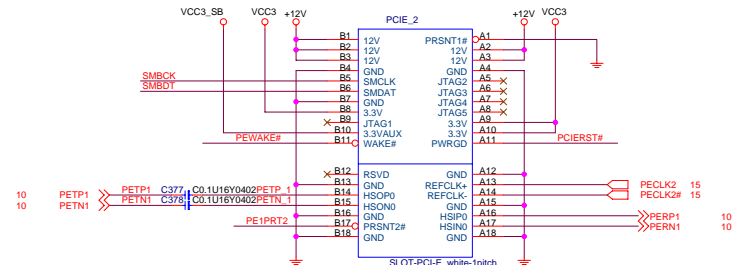 VCC3_SB VCC3 +12V PCIE_2 +12V VCC3
B1 12V PRSNT1# A1
B2 12V 12V A2
B3 12V 12V A3
B4 GND GND A4
SMBCK B5 SMCLK JTAG2 A5
SMBDT B6 SMDAT JTAG3 A6
B7 GND JTAG4 A7
B8 3.3V JTAG5 A8
B9 JTAG1 3.3V A9
B10 3.3VAUX 3.3V A10
PEWAKE# B11 WAKE# PWRGD A11 PCIERST#
B12 RSVD GND A12
B13 GND REFCLK+ A13 PECLK2 15
10 PETP1 PETP1 C377 C0.1U16Y0402 PETP_1 B14 HSOP0 REFCLK- A14 PECLK2# 15
10 PETN1 PETN1 C378 C0.1U16Y0402 PETN_1 B15 HSON0 GND A15
B16 GND HSIP0 A16 PERP1 10
PE1PRT2 B17 PRSNT2# HSIN0 A17 PERN1 10
B18 GND GND A18
SLOT-PCI-E_white-1pitch